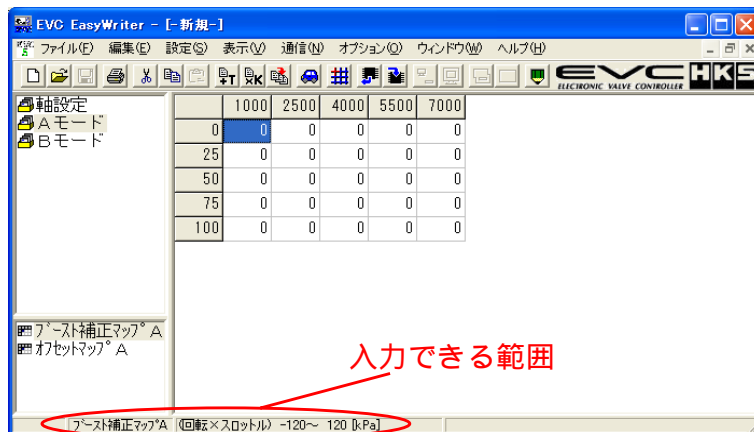 EVC EasyWriter - [-新規-]
ファイル(F) 編集(E) 設定(S) 表示(V) 通信(N) オプション(O) ウィンドウ(W) ヘルプ(H)
EVC HKS
ELECTRONIC VALVE CONTROLLER
軸設定
Aモード
Bモード
1000 2500 4000 5500 7000
0 0 0 0 0 0
25 0 0 0 0 0
50 0 0 0 0 0
75 0 0 0 0 0
100 0 0 0 0 0
ブースト補正マップA
オフセットマップA
入力できる範囲
ブースト補正マップA (回転×スロットル) -120～ 120 [kPa]